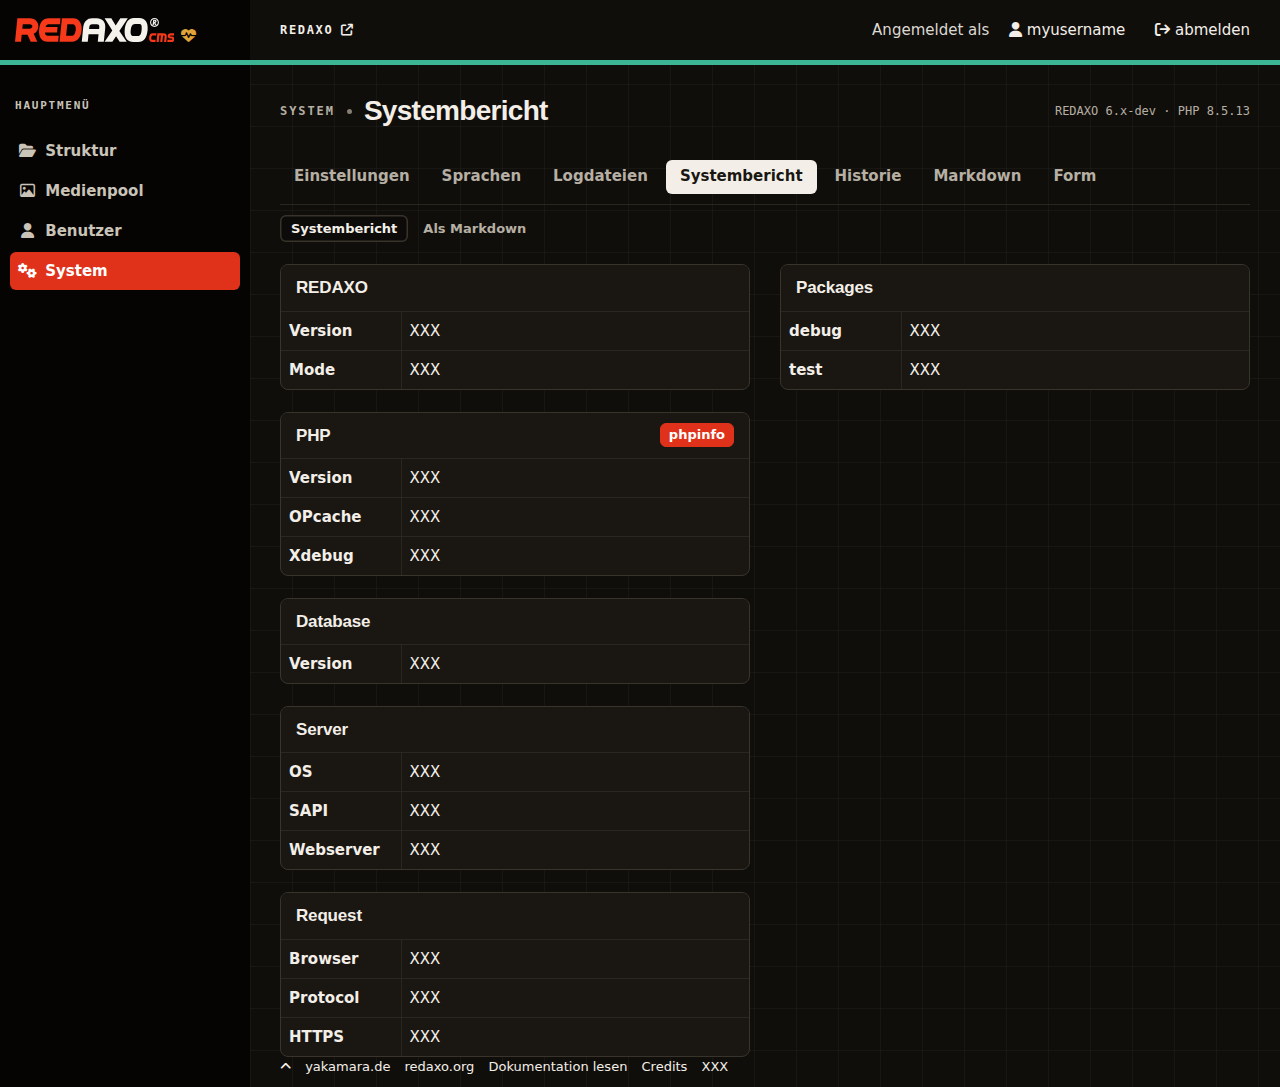 REDAXO® cms
REDAXO
Angemeldet als myusername abmelden
HAUPTMENÜ
Struktur
Medienpool
Benutzer
System
SYSTEM • Systembericht
REDAXO 6.x-dev · PHP 8.5.13
Einstellungen Sprachen Logdateien Systembericht Historie Markdown Form
Systembericht Als Markdown
REDAXO
Version XXX
Mode XXX
Packages
debug XXX
test XXX
PHP phpinfo
Version XXX
OPcache XXX
Xdebug XXX
Database
Version XXX
Server
OS XXX
SAPI XXX
Webserver XXX
Request
Browser XXX
Protocol XXX
HTTPS XXX
yakamara.de redaxo.org Dokumentation lesen Credits XXX